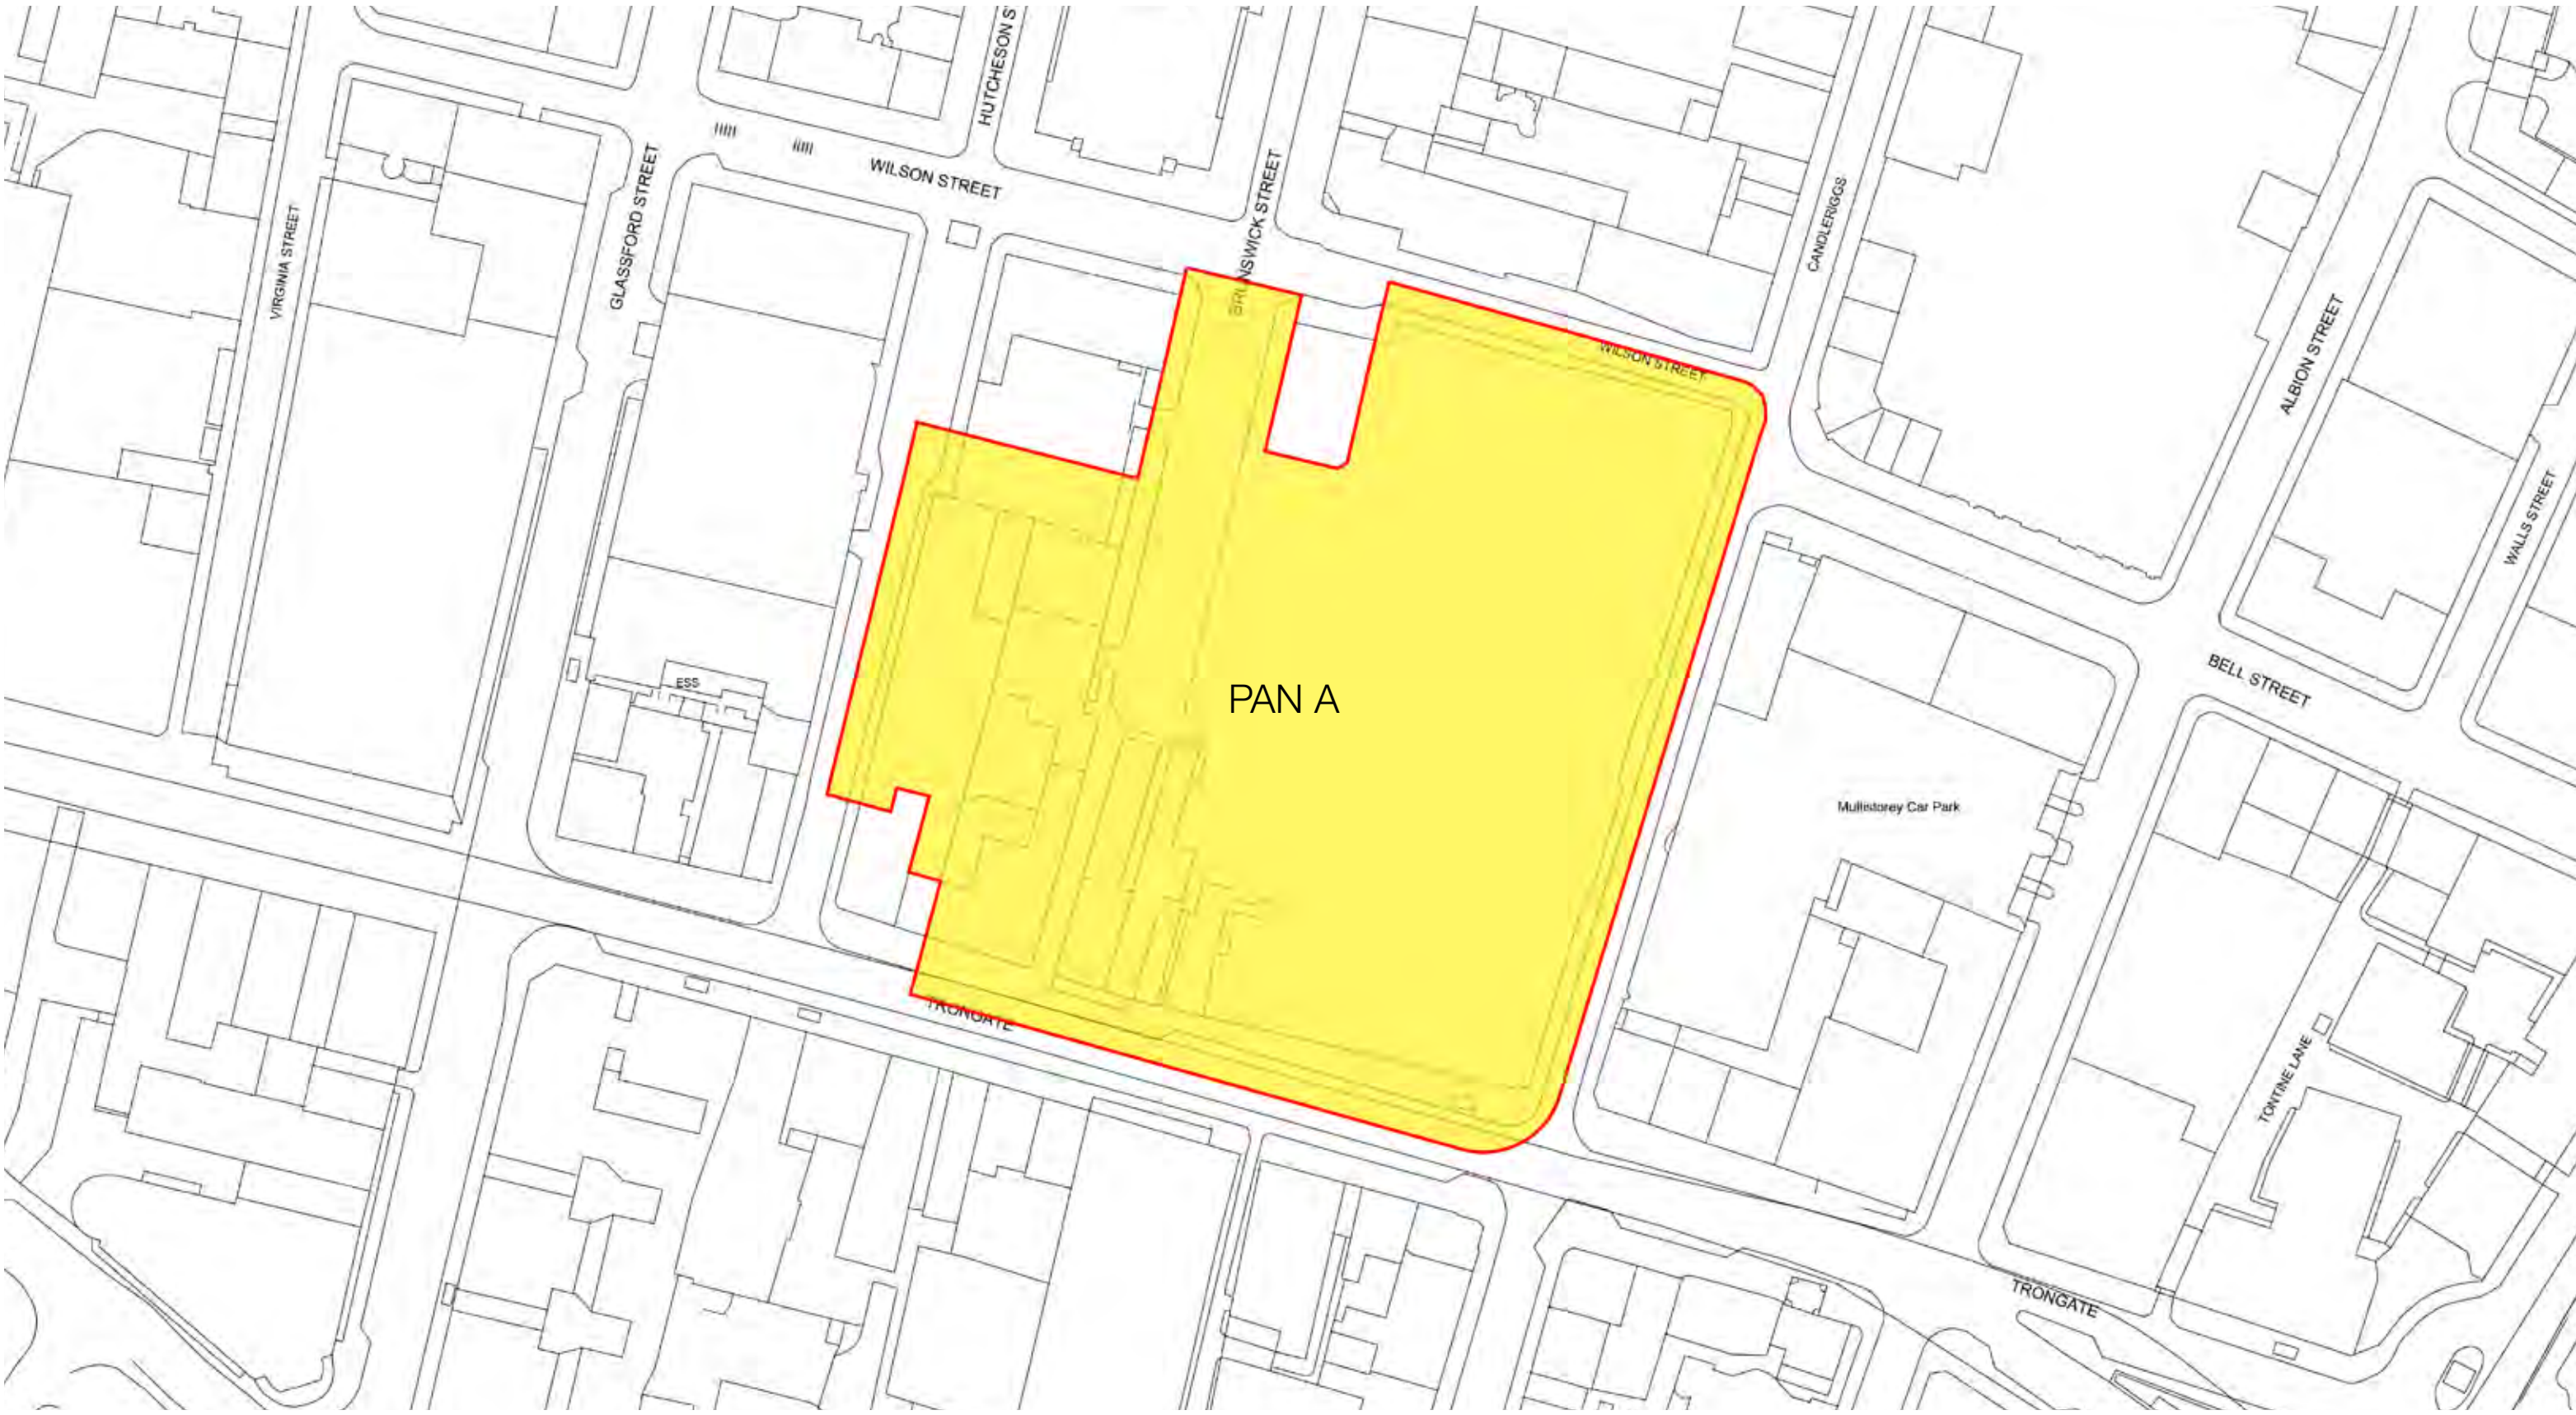 HUTCHESON S
WILSON STREET
GLASSFORD STREET
VIRGINIA STREET
BRUNSWICK STREET
CANDLERIGGS
WILSON STREET
ALBION STREET
WALLS STREET
BELL STREET
ESS
PAN A
Multistorey Car Park
TRONGATE
TONTINE LANE
TRONGATE